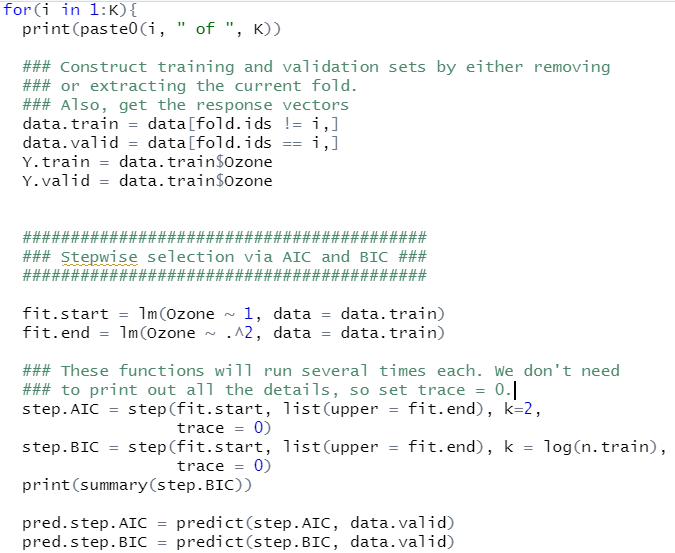 for(i in 1:K){
  print(paste0(i, " of ", K))
  ### Construct training and validation sets by either removing
  ### or extracting the current fold.
  ### Also, get the response vectors
  data.train = data[fold.ids != i,]
  data.valid = data[fold.ids == i,]
  Y.train = data.train$Ozone
  Y.valid = data.train$Ozone
  ##########################################
  ### Stepwise selection via AIC and BIC ###
  ##########################################
  fit.start = lm(Ozone ~ 1, data = data.train)
  fit.end = lm(Ozone ~ .^2, data = data.train)
  ### These functions will run several times each. We don't need
  ### to print out all the details, so set trace = 0.
  step.AIC = step(fit.start, list(upper = fit.end), k=2,
                  trace = 0)
  step.BIC = step(fit.start, list(upper = fit.end), k = log(n.train),
                  trace = 0)
  print(summary(step.BIC))
  pred.step.AIC = predict(step.AIC, data.valid)
  pred.step.BIC = predict(step.BIC, data.valid)